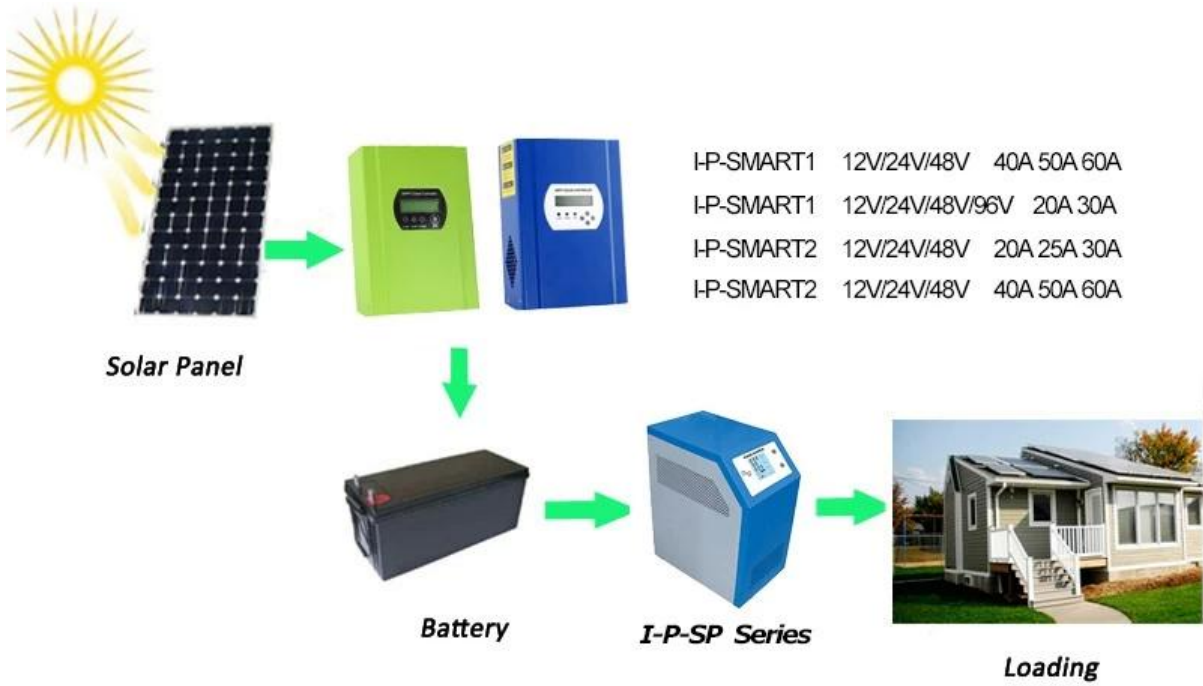 I-P-SMART1 12V/24V/48V 40A 50A 60A
I-P-SMART1 12V/24V/48V/96V 20A 30A
I-P-SMART2 12V/24V/48V 20A 25A 30A
I-P-SMART2 12V/24V/48V 40A 50A 60A
Solar Panel
Battery
I-P-SP Series
Loading